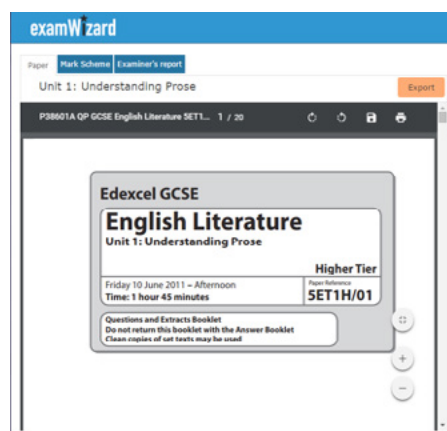 examWizard
Paper Mark Scheme Examiner's report
Unit 1: Understanding Prose Export
P38601A QP GCSE English Literature 5ET1... 1 / 20
Edexcel GCSE
English Literature
Unit 1: Understanding Prose
Higher Tier
Friday 10 June 2011 – Afternoon
Time: 1 hour 45 minutes
Paper Reference
5ET1H/01
Questions and Extracts Booklet
Do not return this booklet with the Answer Booklet
Clean copies of set texts may be used